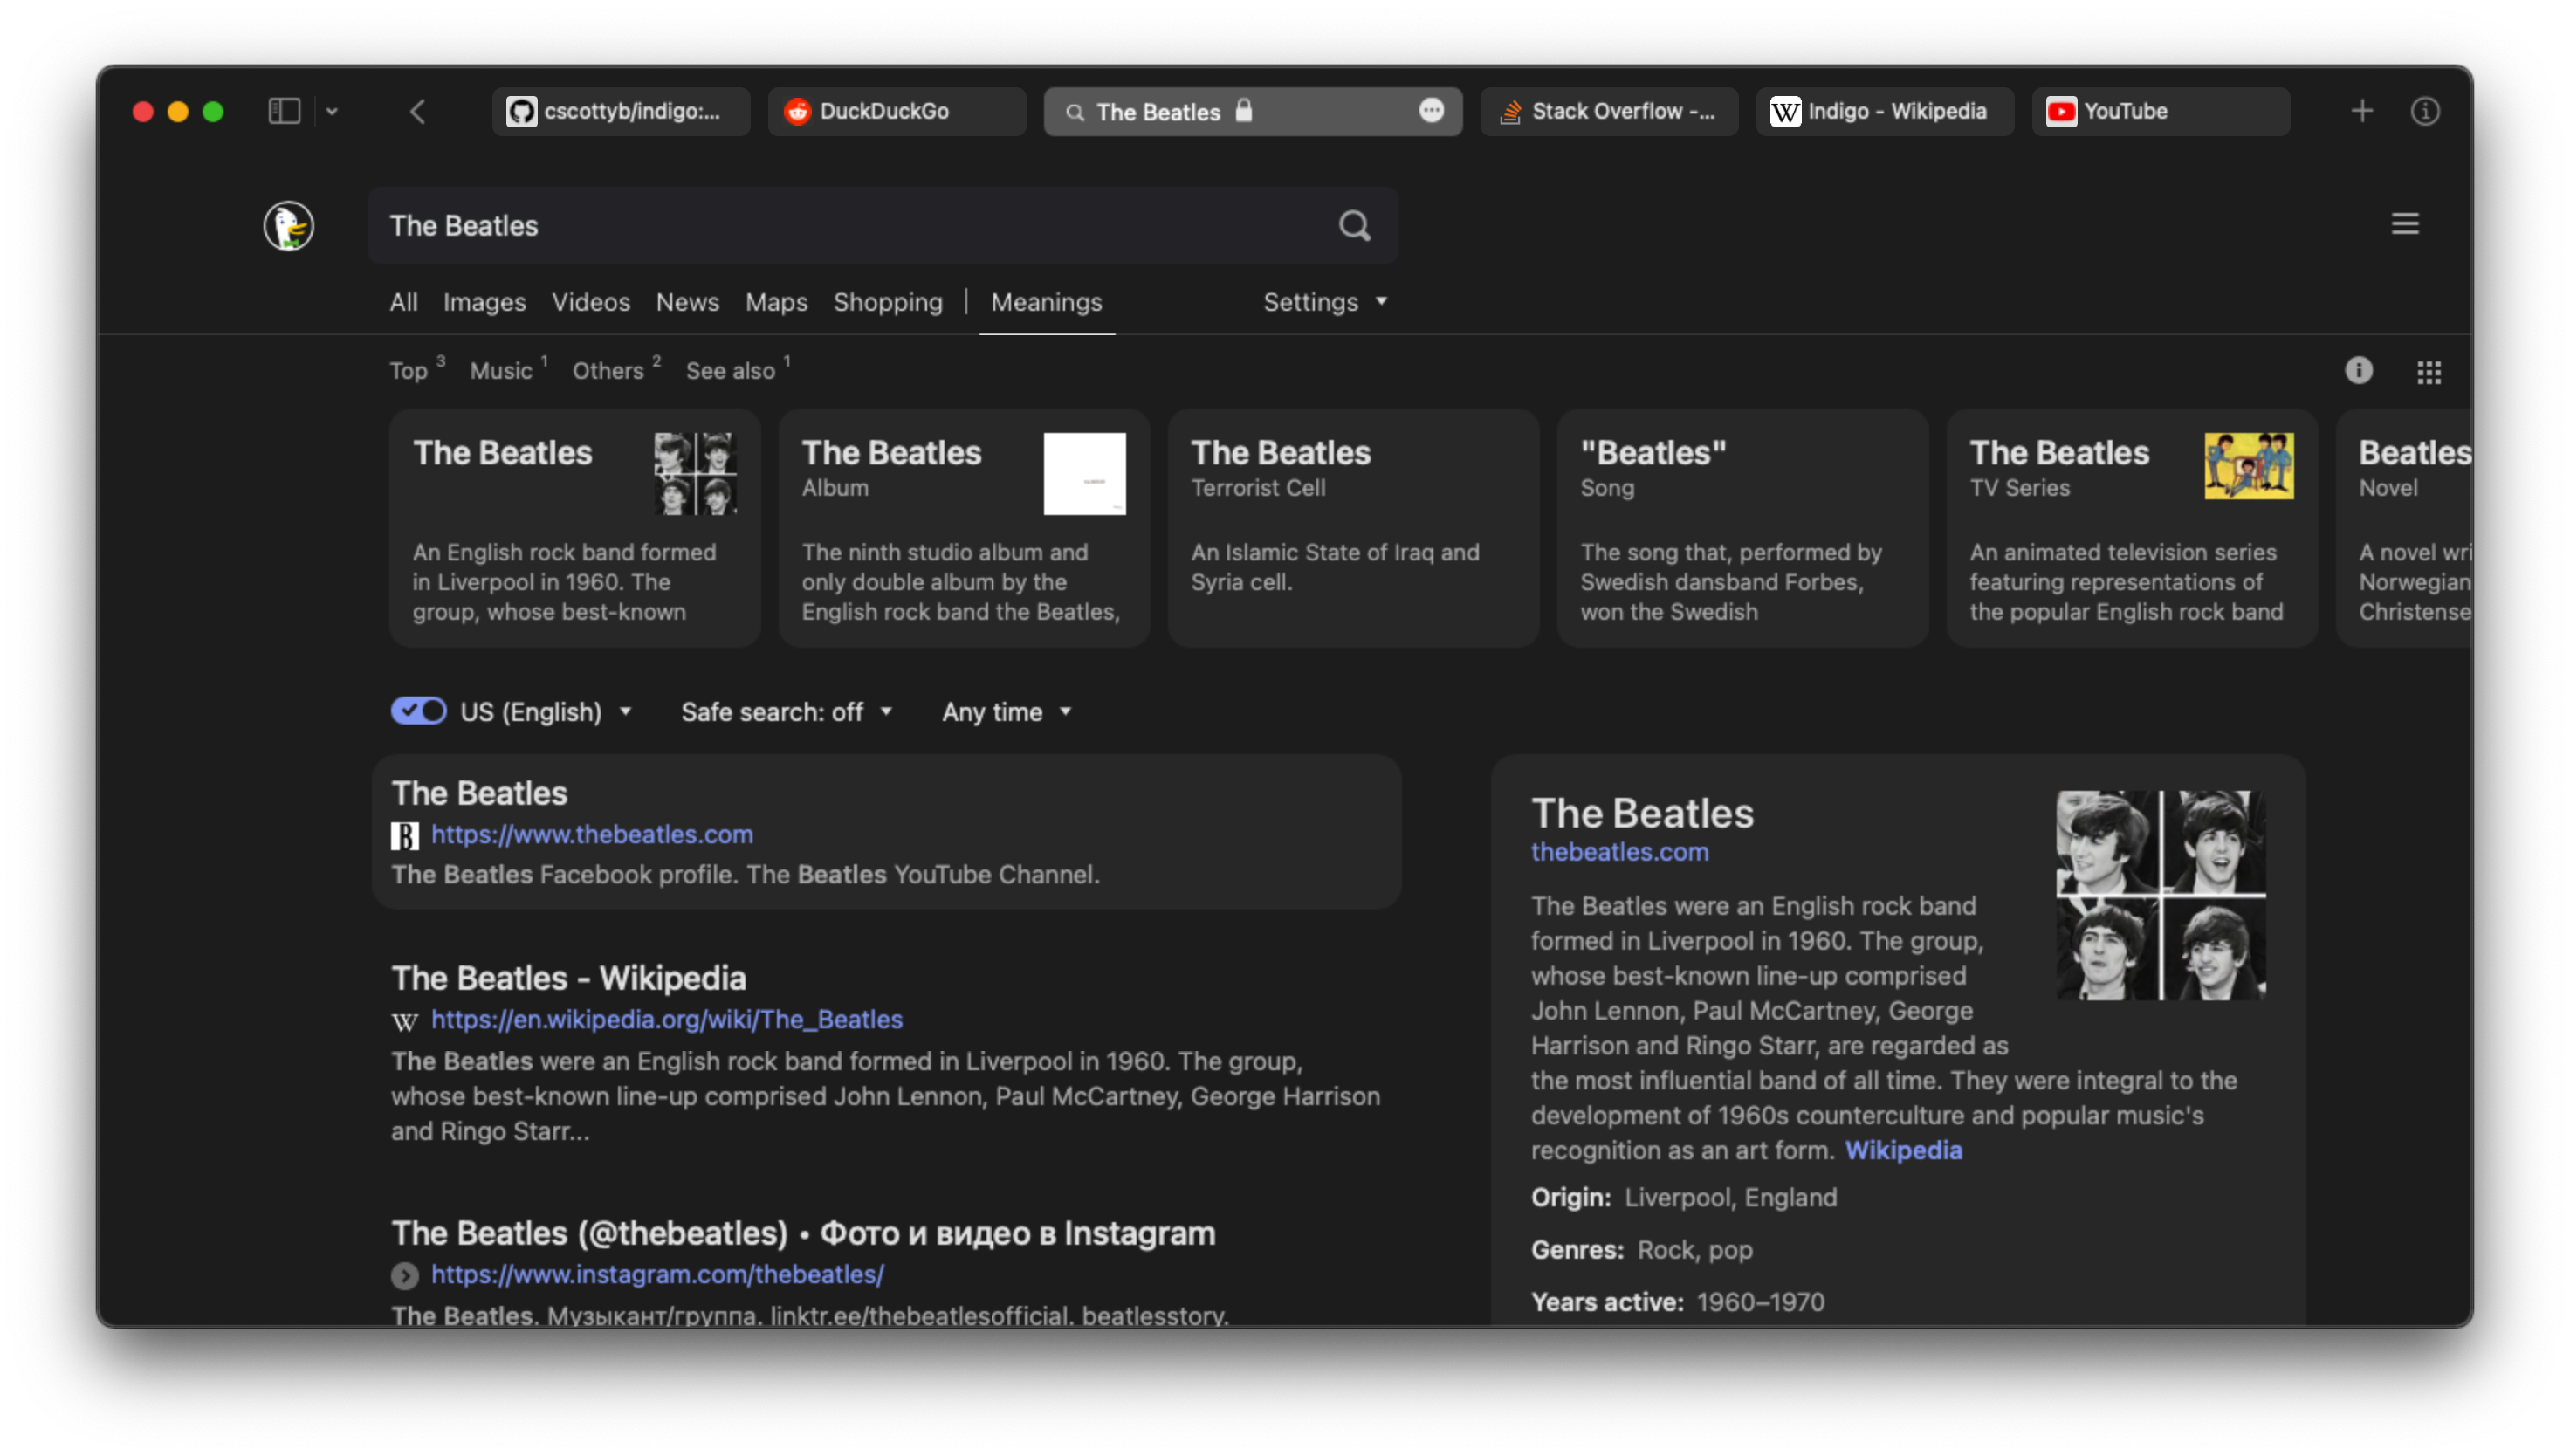 cscottyb/indigo:...
DuckDuckGo
The Beatles
Stack Overflow -...
Indigo - Wikipedia
YouTube
The Beatles
All Images Videos News Maps Shopping | Meanings Settings
Top 3 Music 1 Others 2 See also 1
The Beatles
An English rock band formed
in Liverpool in 1960. The
group, whose best-known
The Beatles
Album
The ninth studio album and
only double album by the
English rock band the Beatles,
The Beatles
Terrorist Cell
An Islamic State of Iraq and
Syria cell.
"Beatles"
Song
The song that, performed by
Swedish dansband Forbes,
won the Swedish
The Beatles
TV Series
An animated television series
featuring representations of
the popular English rock band
Beatles
Novel
A novel wri
Norwegian
Christense
US (English) Safe search: off Any time
The Beatles
https://www.thebeatles.com
The Beatles Facebook profile. The Beatles YouTube Channel.
The Beatles - Wikipedia
W https://en.wikipedia.org/wiki/The_Beatles
The Beatles were an English rock band formed in Liverpool in 1960. The group,
whose best-known line-up comprised John Lennon, Paul McCartney, George Harrison
and Ringo Starr...
The Beatles (@thebeatles) • Фото и видео в Instagram
https://www.instagram.com/thebeatles/
The Beatles. Музыкант/группа. linktr.ee/thebeatlesofficial. beatlesstory.
The Beatles
thebeatles.com
The Beatles were an English rock band
formed in Liverpool in 1960. The group,
whose best-known line-up comprised
John Lennon, Paul McCartney, George
Harrison and Ringo Starr, are regarded as
the most influential band of all time. They were integral to the
development of 1960s counterculture and popular music's
recognition as an art form. Wikipedia
Origin: Liverpool, England
Genres: Rock, pop
Years active: 1960–1970